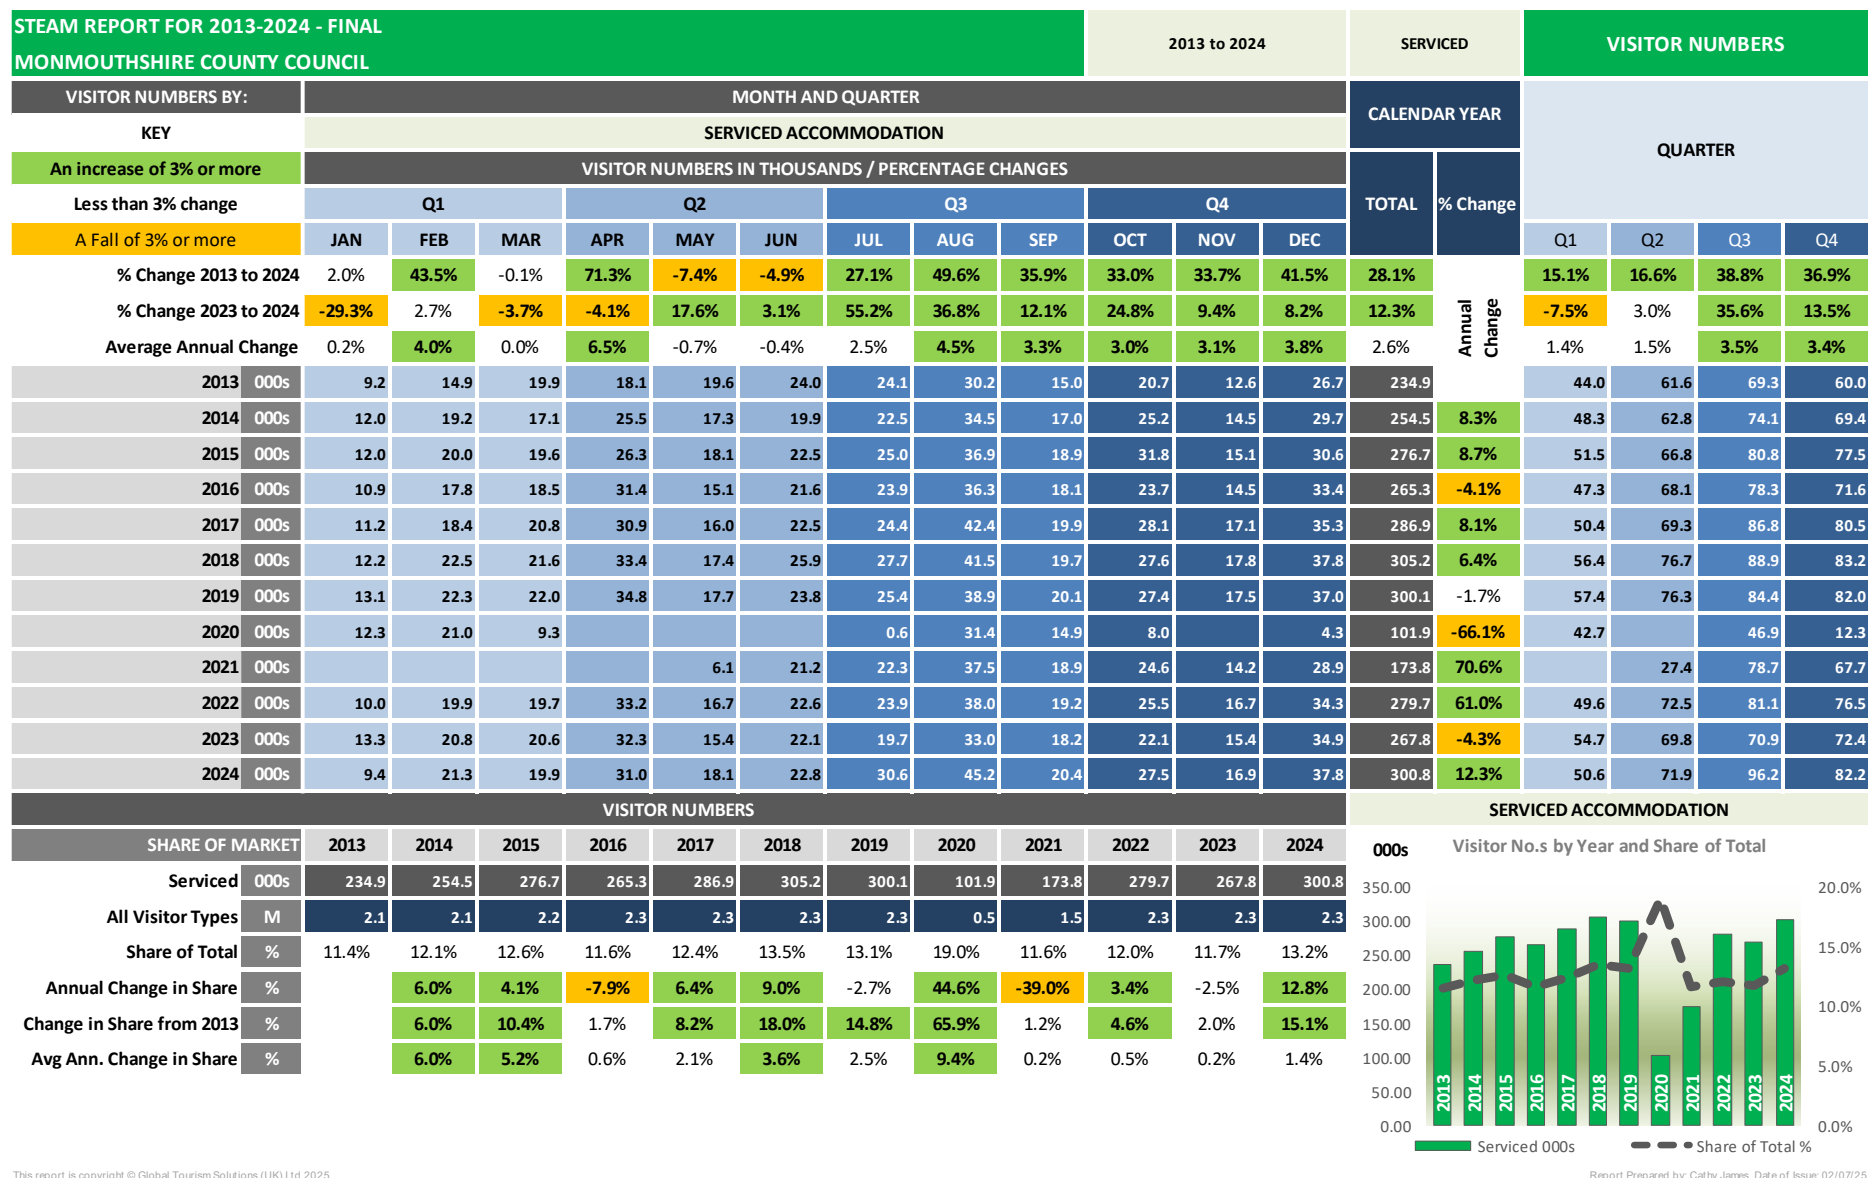 STEAM REPORT FOR 2013-2024 - FINAL
MONMOUTHSHIRE COUNTY COUNCIL
2013 to 2024 SERVICED VISITOR NUMBERS
VISITOR NUMBERS BY: MONTH AND QUARTER CALENDAR YEAR QUARTER
KEY SERVICED ACCOMMODATION
An increase of 3% or more VISITOR NUMBERS IN THOUSANDS / PERCENTAGE CHANGES
Less than 3% change Q1 Q2 Q3 Q4 TOTAL % Change
A Fall of 3% or more JAN FEB MAR APR MAY JUN JUL AUG SEP OCT NOV DEC Q1 Q2 Q3 Q4
% Change 2013 to 2024 2.0% 43.5% -0.1% 71.3% -7.4% -4.9% 27.1% 49.6% 35.9% 33.0% 33.7% 41.5% 28.1% 15.1% 16.6% 38.8% 36.9%
% Change 2023 to 2024 -29.3% 2.7% -3.7% -4.1% 17.6% 3.1% 55.2% 36.8% 12.1% 24.8% 9.4% 8.2% 12.3% -7.5% 3.0% 35.6% 13.5%
Average Annual Change 0.2% 4.0% 0.0% 6.5% -0.7% -0.4% 2.5% 4.5% 3.3% 3.0% 3.1% 3.8% 2.6% 1.4% 1.5% 3.5% 3.4%
Annual
Change
2013 000s 9.2 14.9 19.9 18.1 19.6 24.0 24.1 30.2 15.0 20.7 12.6 26.7 234.9 44.0 61.6 69.3 60.0
2014 000s 12.0 19.2 17.1 25.5 17.3 19.9 22.5 34.5 17.0 25.2 14.5 29.7 254.5 8.3% 48.3 62.8 74.1 69.4
2015 000s 12.0 20.0 19.6 26.3 18.1 22.5 25.0 36.9 18.9 31.8 15.1 30.6 276.7 8.7% 51.5 66.8 80.8 77.5
2016 000s 10.9 17.8 18.5 31.4 15.1 21.6 23.9 36.3 18.1 23.7 14.5 33.4 265.3 -4.1% 47.3 68.1 78.3 71.6
2017 000s 11.2 18.4 20.8 30.9 16.0 22.5 24.4 42.4 19.9 28.1 17.1 35.3 286.9 8.1% 50.4 69.3 86.8 80.5
2018 000s 12.2 22.5 21.6 33.4 17.4 25.9 27.7 41.5 19.7 27.6 17.8 37.8 305.2 6.4% 56.4 76.7 88.9 83.2
2019 000s 13.1 22.3 22.0 34.8 17.7 23.8 25.4 38.9 20.1 27.4 17.5 37.0 300.1 -1.7% 57.4 76.3 84.4 82.0
2020 000s 12.3 21.0 9.3 0.6 31.4 14.9 8.0 4.3 101.9 -66.1% 42.7 46.9 12.3
2021 000s 6.1 21.2 22.3 37.5 18.9 24.6 14.2 28.9 173.8 70.6% 27.4 78.7 67.7
2022 000s 10.0 19.9 19.7 33.2 16.7 22.6 23.9 38.0 19.2 25.5 16.7 34.3 279.7 61.0% 49.6 72.5 81.1 76.5
2023 000s 13.3 20.8 20.6 32.3 15.4 22.1 19.7 33.0 18.2 22.1 15.4 34.9 267.8 -4.3% 54.7 69.8 70.9 72.4
2024 000s 9.4 21.3 19.9 31.0 18.1 22.8 30.6 45.2 20.4 27.5 16.9 37.8 300.8 12.3% 50.6 71.9 96.2 82.2
VISITOR NUMBERS
SHARE OF MARKET 2013 2014 2015 2016 2017 2018 2019 2020 2021 2022 2023 2024
Serviced 000s 234.9 254.5 276.7 265.3 286.9 305.2 300.1 101.9 173.8 279.7 267.8 300.8
All Visitor Types M 2.1 2.1 2.2 2.3 2.3 2.3 2.3 0.5 1.5 2.3 2.3 2.3
Share of Total % 11.4% 12.1% 12.6% 11.6% 12.4% 13.5% 13.1% 19.0% 11.6% 12.0% 11.7% 13.2%
Annual Change in Share % 6.0% 4.1% -7.9% 6.4% 9.0% -2.7% 44.6% -39.0% 3.4% -2.5% 12.8%
Change in Share from 2013 % 6.0% 10.4% 1.7% 8.2% 18.0% 14.8% 65.9% 1.2% 4.6% 2.0% 15.1%
Avg Ann. Change in Share % 6.0% 5.2% 0.6% 2.1% 3.6% 2.5% 9.4% 0.2% 0.5% 0.2% 1.4%
SERVICED ACCOMMODATION
000s Visitor No.s by Year and Share of Total
350.00 20.0%
300.00
15.0%
250.00
200.00
10.0%
150.00
100.00
5.0%
50.00
0.00 0.0%
2013 2014 2015 2016 2017 2018 2019 2020 2021 2022 2023 2024
Serviced 000s Share of Total %
This report is copyright © Global Tourism Solutions (UK) Ltd 2025
Report Prepared by: Cathy James. Date of Issue: 02/07/25